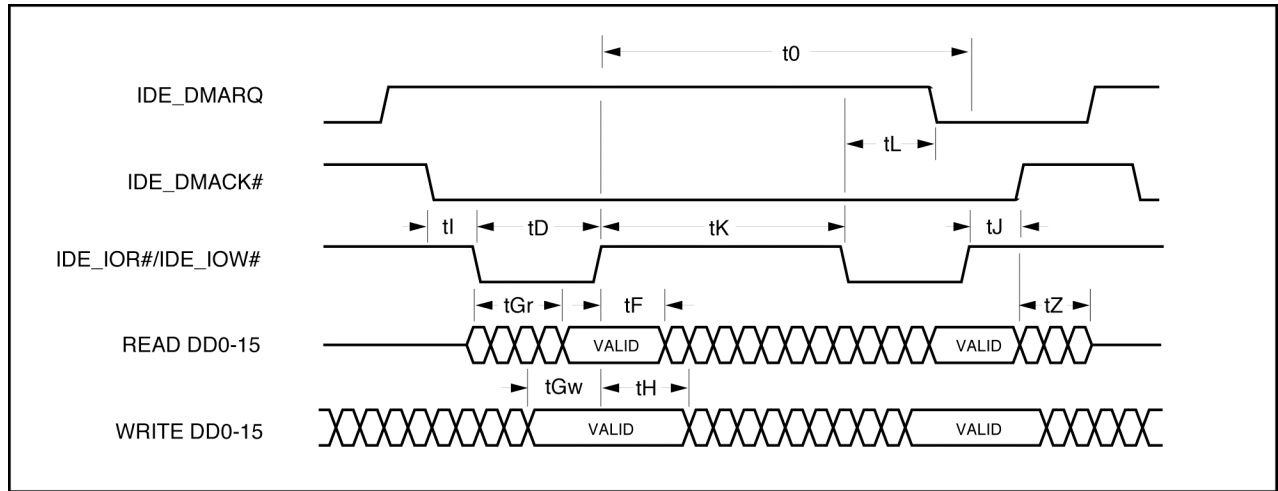 t0
IDE_DMARQ
tL
IDE_DMACK#
tI tD tK tJ
IDE_IOR#/IDE_IOW#
tGr tF tZ
READ DD0-15 VALID VALID
tGw tH
WRITE DD0-15 VALID VALID